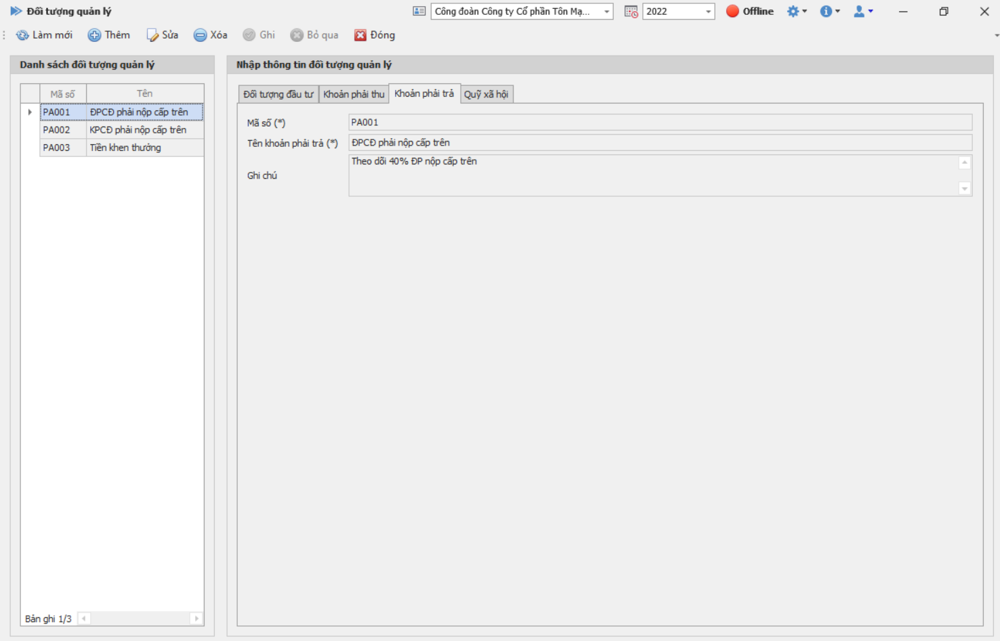 Đối tượng quản lý
Công đoàn Công ty Cổ phần Tôn Mạ...
2022
Offline
Làm mới
Thêm
Sửa
Xóa
Ghi
Bỏ qua
Đóng
Danh sách đối tượng quản lý
Mã số Tên
PA001 ĐPCĐ phải nộp cấp trên
PA002 KPCĐ phải nộp cấp trên
PA003 Tiền khen thưởng
Bản ghi 1/3
Nhập thông tin đối tượng quản lý
Đối tượng đầu tư Khoản phải thu Khoản phải trả Quỹ xã hội
Mã số (*) PA001
Tên khoản phải trả (*) ĐPCĐ phải nộp cấp trên
Ghi chú Theo dõi 40% ĐP nộp cấp trên